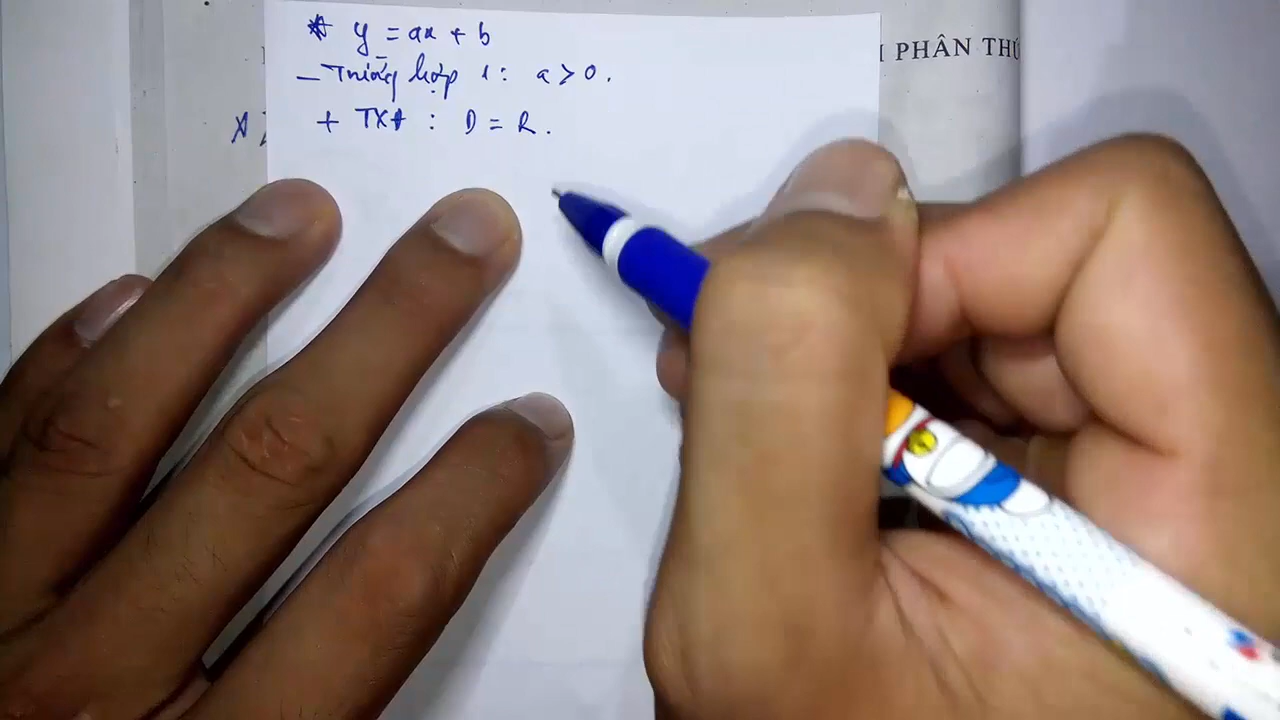 * y = ax + b
- Trường hợp 1: a > 0.
+ TXĐ : D = R.
PHÂN THỨ